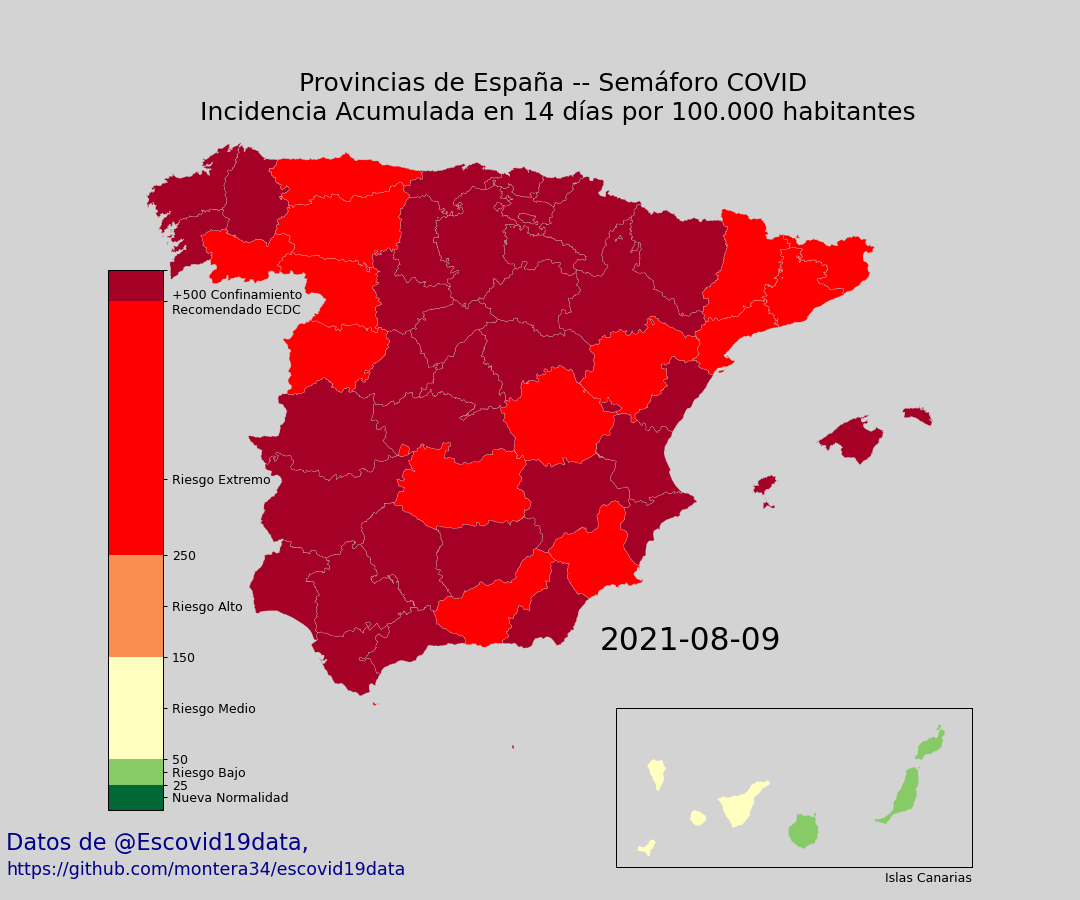 Provincias de España -- Semáforo COVID
Incidencia Acumulada en 14 días por 100.000 habitantes
+500 Confinamiento
Recomendado ECDC
Riesgo Extremo
250
Riesgo Alto
150
Riesgo Medio
50
Riesgo Bajo
25
Nueva Normalidad
2021-08-09
Islas Canarias
Datos de @Escovid19data,
https://github.com/montera34/escovid19data